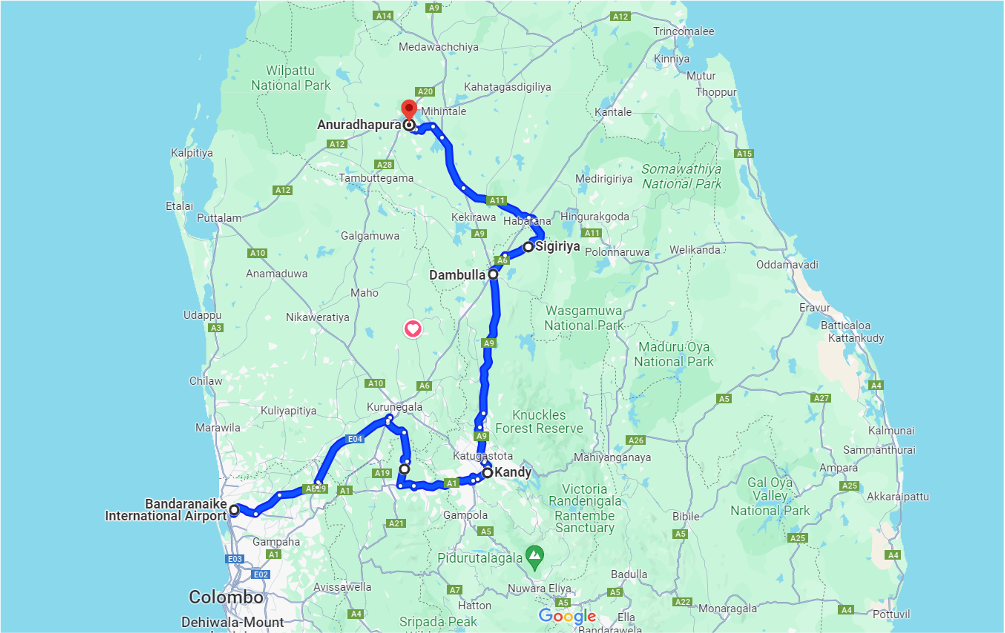 A14
A9
A12
Trincomalee
Medawachchiya
Kinniya
Wilpattu
National Park
Mutur
Kahatagasdigiliya
A20
Thoppur
Mihintale
Kantale
Anuradhapura
A12
Kalpitiya
A15
A28
Somawathiya
National Park
Tambuttegama
Medirigiriya
A12
Etalai
A11
Puttalam
Kekirawa
Habarana
Hingurakgoda
A9
A11
Galgamuwa
Sigiriya
Polonnaruwa
Welikanda
A10
A6
Oddamavadi
Anamaduwa
Dambulla
Maho
Eravur
Udappu
Nikaweratiya
Wasgamuwa
National Park
A3
Batticaloa
Kattankudy
A9
Maduru Oya
National Park
Chilaw
A10
A6
A4
A5
A27
Kuliyapitiya
Kurunegala
Knuckles
Forest Reserve
Marawila
Kalmunai
E04
A9
A26
Sammanthurai
Katugastota
Mahiyanganaya
A19
Kandy
Ampara
A1
A1
Gal Oya
Valley
National Park
A25
Akkaraipattu
Bandaranaike
International Airport
Victoria
Randenigala
Rantembe
Sanctuary
Gampola
Bibile
A21
A5
A5
A25
Gampaha
A1
Pidurutalagala
A4
E03
E02
Badulla
Avissawella
A7
Nuwara Eliya
A5
A5
A22
Colombo
Hatton
Monaragala
A4
A4
Pottuvil
Dehiwala-Mount
Sripada Peak
Google
Ella
Bandarawela